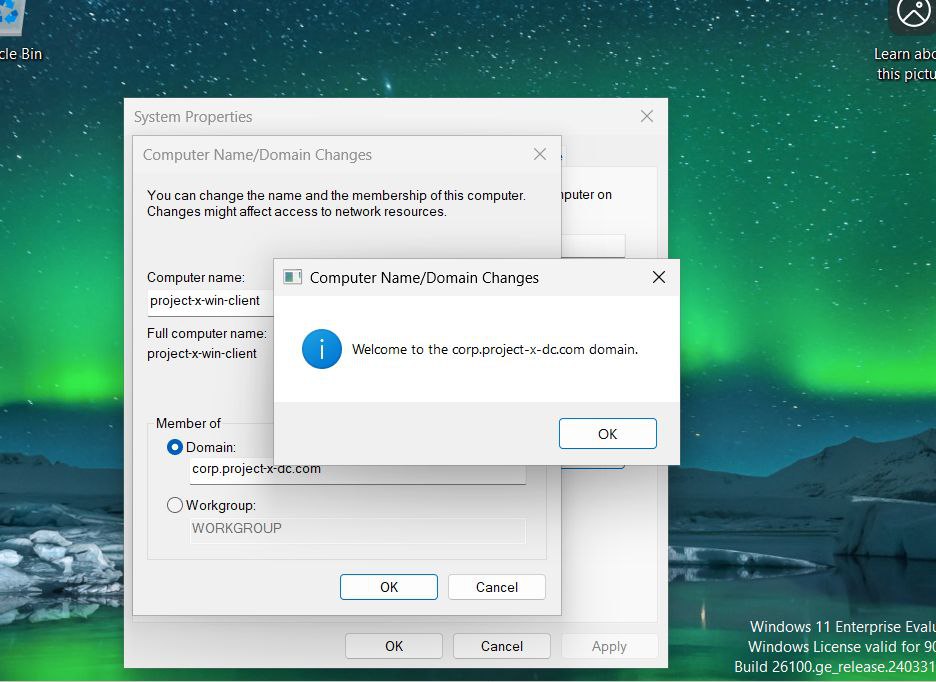 cle Bin
Learn abo
this pictu
System Properties
Computer Name/Domain Changes
You can change the name and the membership of this computer.
Changes might affect access to network resources.
mputer on
Computer name:
project-x-win-client
Full computer name:
project-x-win-client
Computer Name/Domain Changes
Welcome to the corp.project-x-dc.com domain.
OK
Member of
Domain:
corp.project-x-dc.com
Workgroup:
WORKGROUP
OK
Cancel
OK
Cancel
Apply
Windows 11 Enterprise Evalu
Windows License valid for 90
Build 26100.ge_release.240331